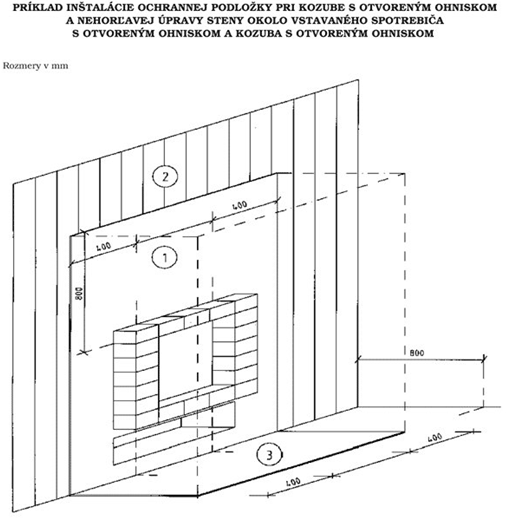 PRÍKLAD INŠTALÁCIE OCHRANNEJ PODLOŽKY PRI KOZUBE S OTVORENÝM OHNISKOM
A NEHORĽAVEJ ÚPRAVY STENY OKOLO VSTAVANÉHO SPOTREBIČA
S OTVORENÝM OHNISKOM A KOZUBA S OTVORENÝM OHNISKOM
Rozmery v mm
2
400
400
1
800
800
400
3
400